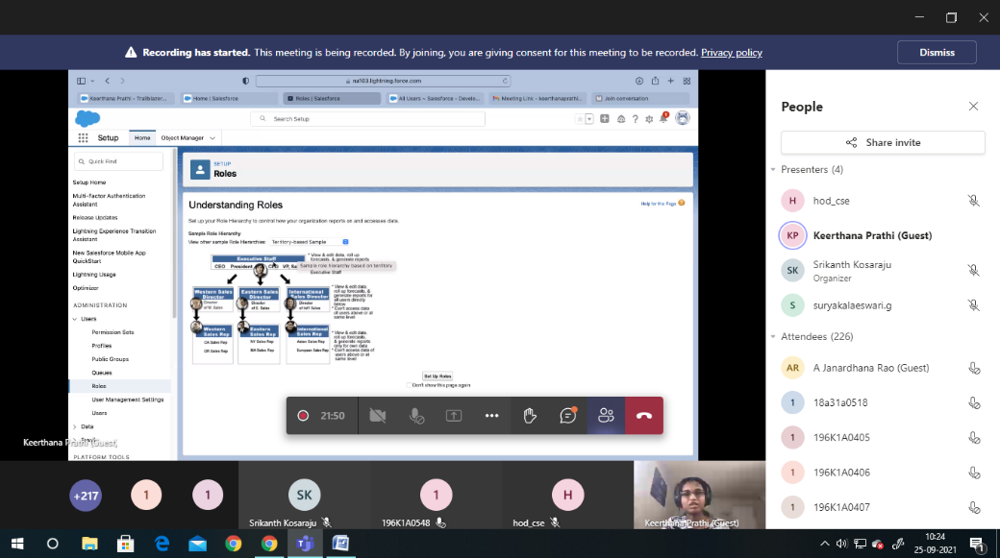 Recording has started. This meeting is being recorded. By joining, you are giving consent for this meeting to be recorded. Privacy policy
Dismiss
na103.lightning.force.com
Keerthana Prathi - Trailblazer...
Home | Salesforce
Roles | Salesforce
All Users ~ Salesforce - Develo...
Meeting Link - keerthanaprathi...
Join conversation
Search Setup
Setup
Home
Object Manager
Quick Find
Setup Home
Multi-Factor Authentication
Assistant
Release Updates
Lightning Experience Transition
Assistant
New Salesforce Mobile App
QuickStart
Lightning Usage
Optimizer
ADMINISTRATION
Users
Permission Sets
Profiles
Public Groups
Queues
Roles
User Management Settings
Users
Data
PLATFORM TOOLS
SETUP
Roles
Understanding Roles
Help for this Page
Set up your Role Hierarchy to control how your organization reports on and accesses data.
Sample Role Hierarchy
View other sample Role Hierarchies:
Territory-based Sample
Executive Staff
CEO President
* View & edit data, roll up
forecasts, & generate reports
Sample role hierarchy based on territory
Executive Staff
Western Sales
Director
Director
of W. Sales
Eastern Sales
Director
Director
of E. Sales
International
Sales Director
Director
of Int'l Sales
* View & edit data,
roll up forecasts, &
generate reports for
all users directly
below
* Can't access data
of users above or at
same level
Western
Sales Rep
CA Sales Rep
OR Sales Rep
Eastern
Sales Rep
NY Sales Rep
MA Sales Rep
International
Sales Rep
Asian Sales Rep
European Sales Rep
* View & edit data,
roll up forecasts,
& generate reports
only for own data
* Can't access data of
users above or at
same level
Set Up Roles
Don't show this page again
21:50
Keerthana Prathi (Guest)
+217
1
1
SK
Srikanth Kosaraju
1
196K1A0548
H
hod_cse
Keerthana Prathi (Guest)
People
Share invite
Presenters (4)
H
hod_cse
KP
Keerthana Prathi (Guest)
SK
Srikanth Kosaraju
Organizer
S
suryakalaeswari.g
Attendees (226)
AR
A Janardhana Rao (Guest)
1
18a31a0518
1
196K1A0405
1
196K1A0406
1
196K1A0407
10:24
25-09-2021
1